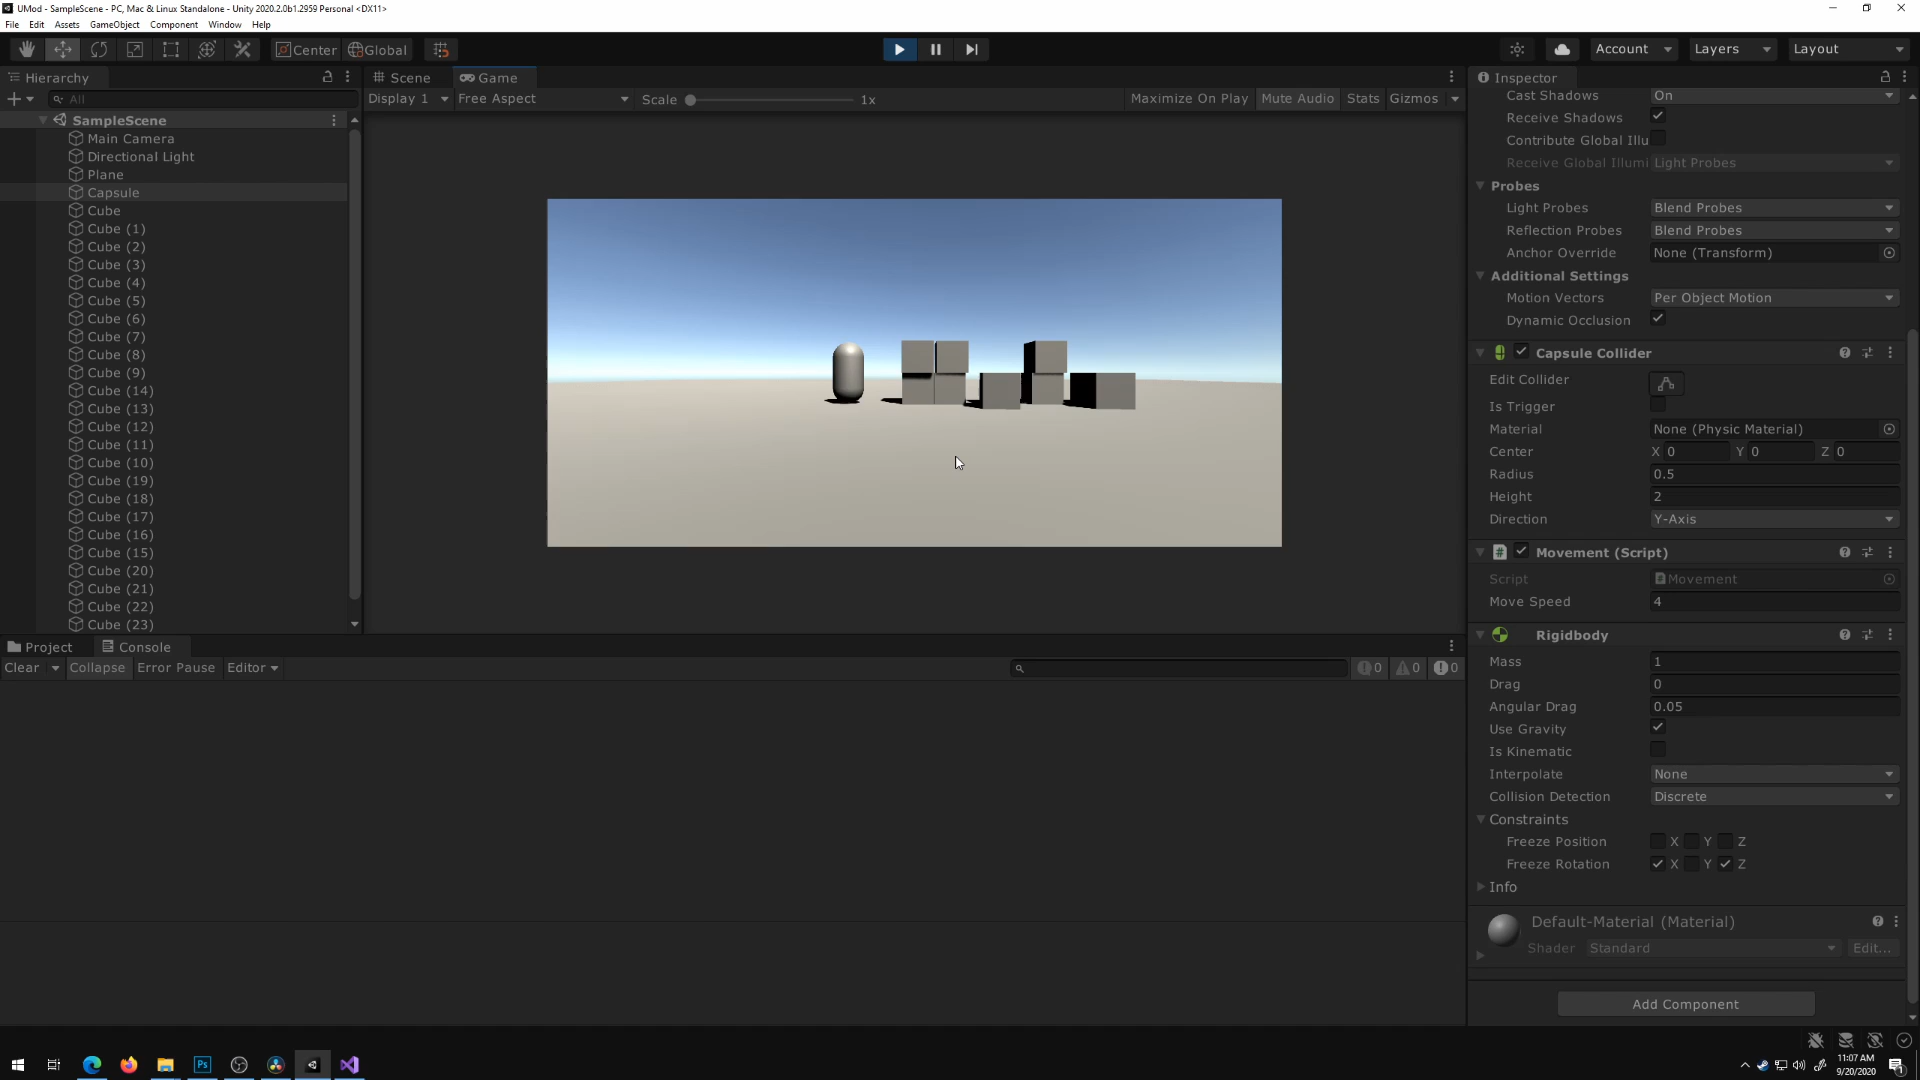 UMod - SampleScene - PC, Mac & Linux Standalone - Unity 2020.2.0b1.2959 Personal <DX11>
File Edit Assets GameObject Component Window Help
Center Global
Account Layers Layout
Hierarchy
All
SampleScene
Main Camera
Directional Light
Plane
Capsule
Cube
Cube (1)
Cube (2)
Cube (3)
Cube (4)
Cube (5)
Cube (6)
Cube (7)
Cube (8)
Cube (9)
Cube (14)
Cube (13)
Cube (12)
Cube (11)
Cube (10)
Cube (19)
Cube (18)
Cube (17)
Cube (16)
Cube (15)
Cube (20)
Cube (21)
Cube (22)
Cube (23)
Scene Game
Display 1 Free Aspect Scale 1x Maximize On Play Mute Audio Stats Gizmos
Project Console
Clear Collapse Error Pause Editor 0 0 0
Inspector
Cast Shadows On
Receive Shadows
Contribute Global Illu
Receive Global Illumi Light Probes
Probes
Light Probes Blend Probes
Reflection Probes Blend Probes
Anchor Override None (Transform)
Additional Settings
Motion Vectors Per Object Motion
Dynamic Occlusion
Capsule Collider
Edit Collider
Is Trigger
Material None (Physic Material)
Center X 0 Y 0 Z 0
Radius 0.5
Height 2
Direction Y-Axis
# Movement (Script)
Script Movement
Move Speed 4
Rigidbody
Mass 1
Drag 0
Angular Drag 0.05
Use Gravity
Is Kinematic
Interpolate None
Collision Detection Discrete
Constraints
Freeze Position X Y Z
Freeze Rotation X Y Z
Info
Default-Material (Material)
Shader Standard Edit...
Add Component
Ps
11:07 AM
9/20/2020
1